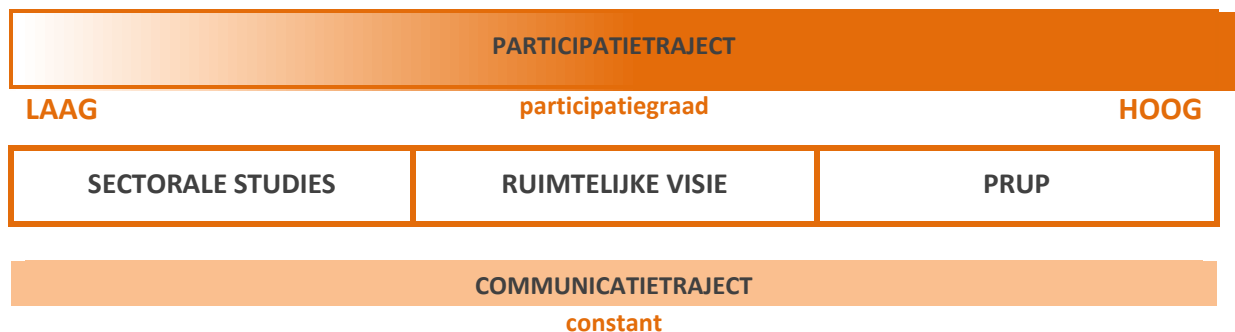 PARTICIPATIETRAJECT
LAAG participatiegraad HOOG
SECTORALE STUDIES RUIMTELIJKE VISIE PRUP
COMMUNICATIETRAJECT
constant